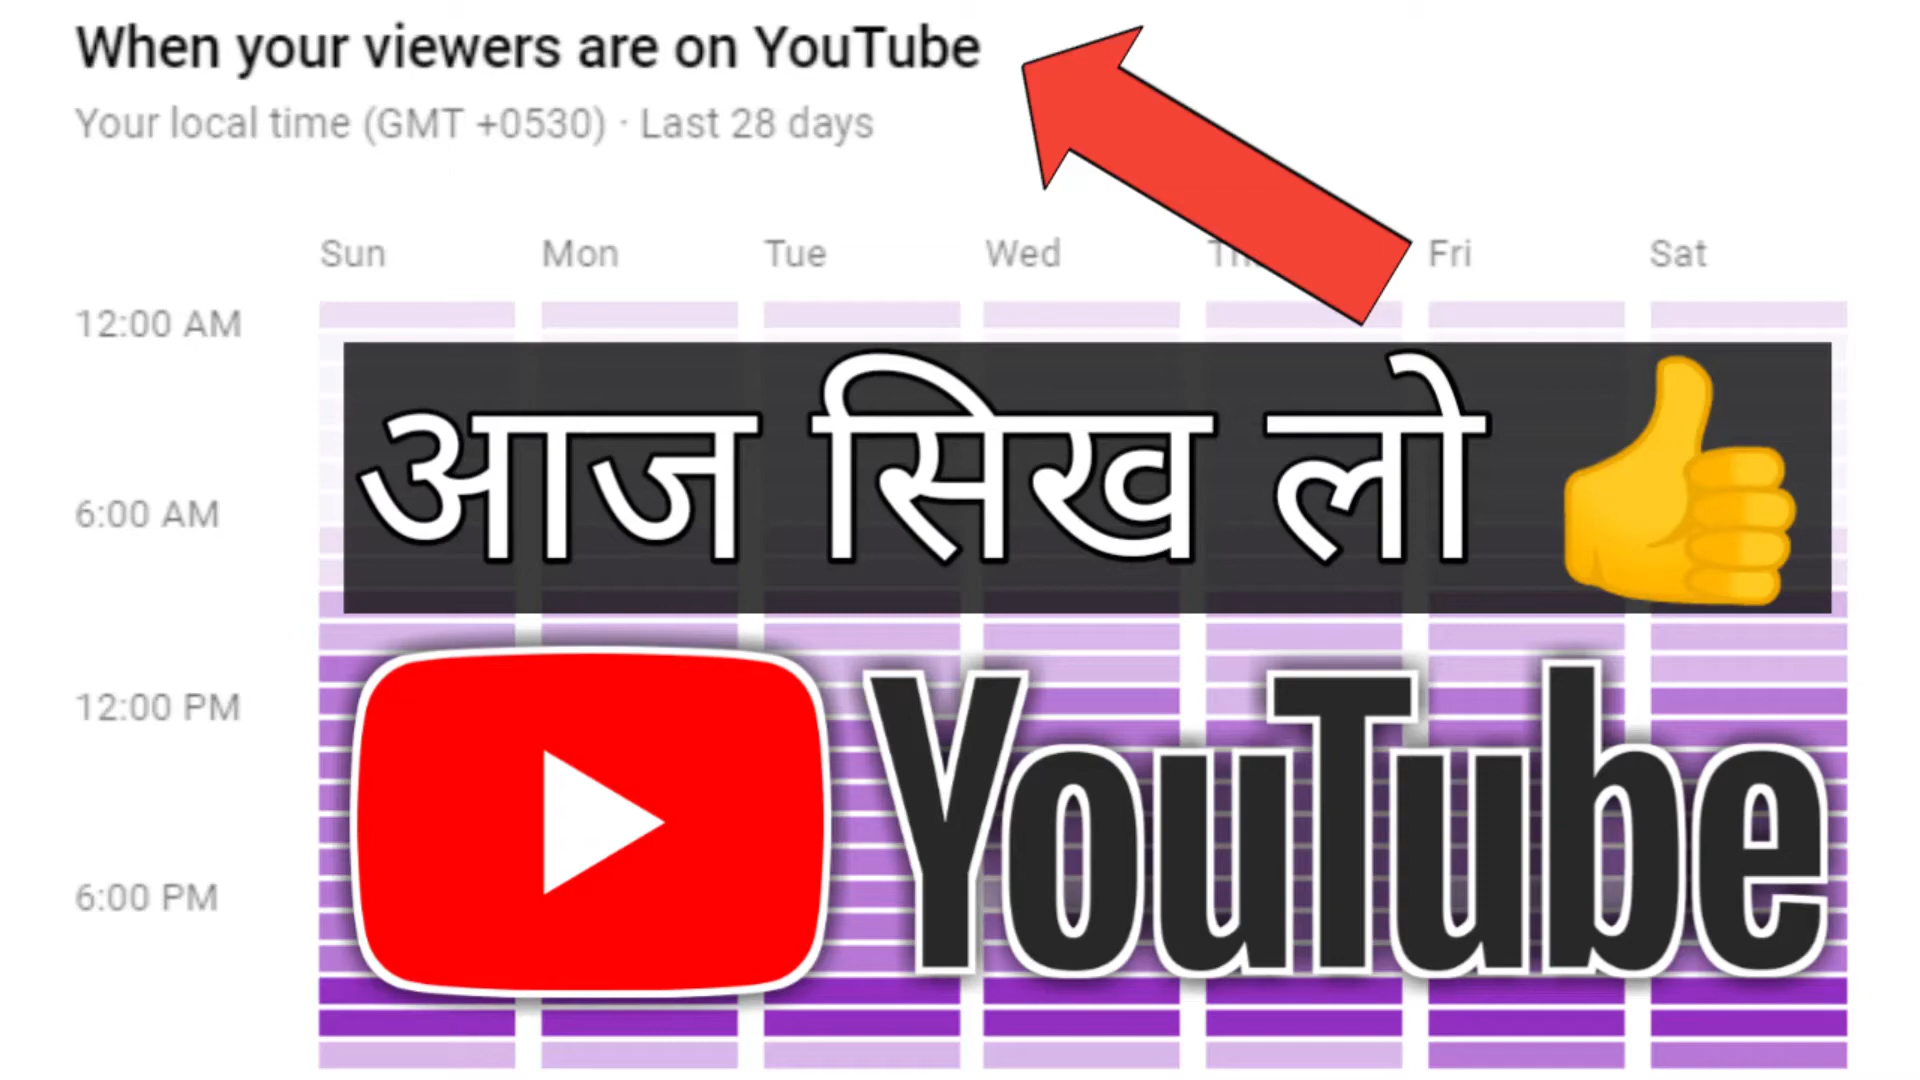 When your viewers are on YouTube
Your local time (GMT +0530) · Last 28 days
Sun Mon Tue Wed Fri Sat
12:00 AM
आज सिख लो 👍
6:00 AM
12:00 PM
YouTube
6:00 PM